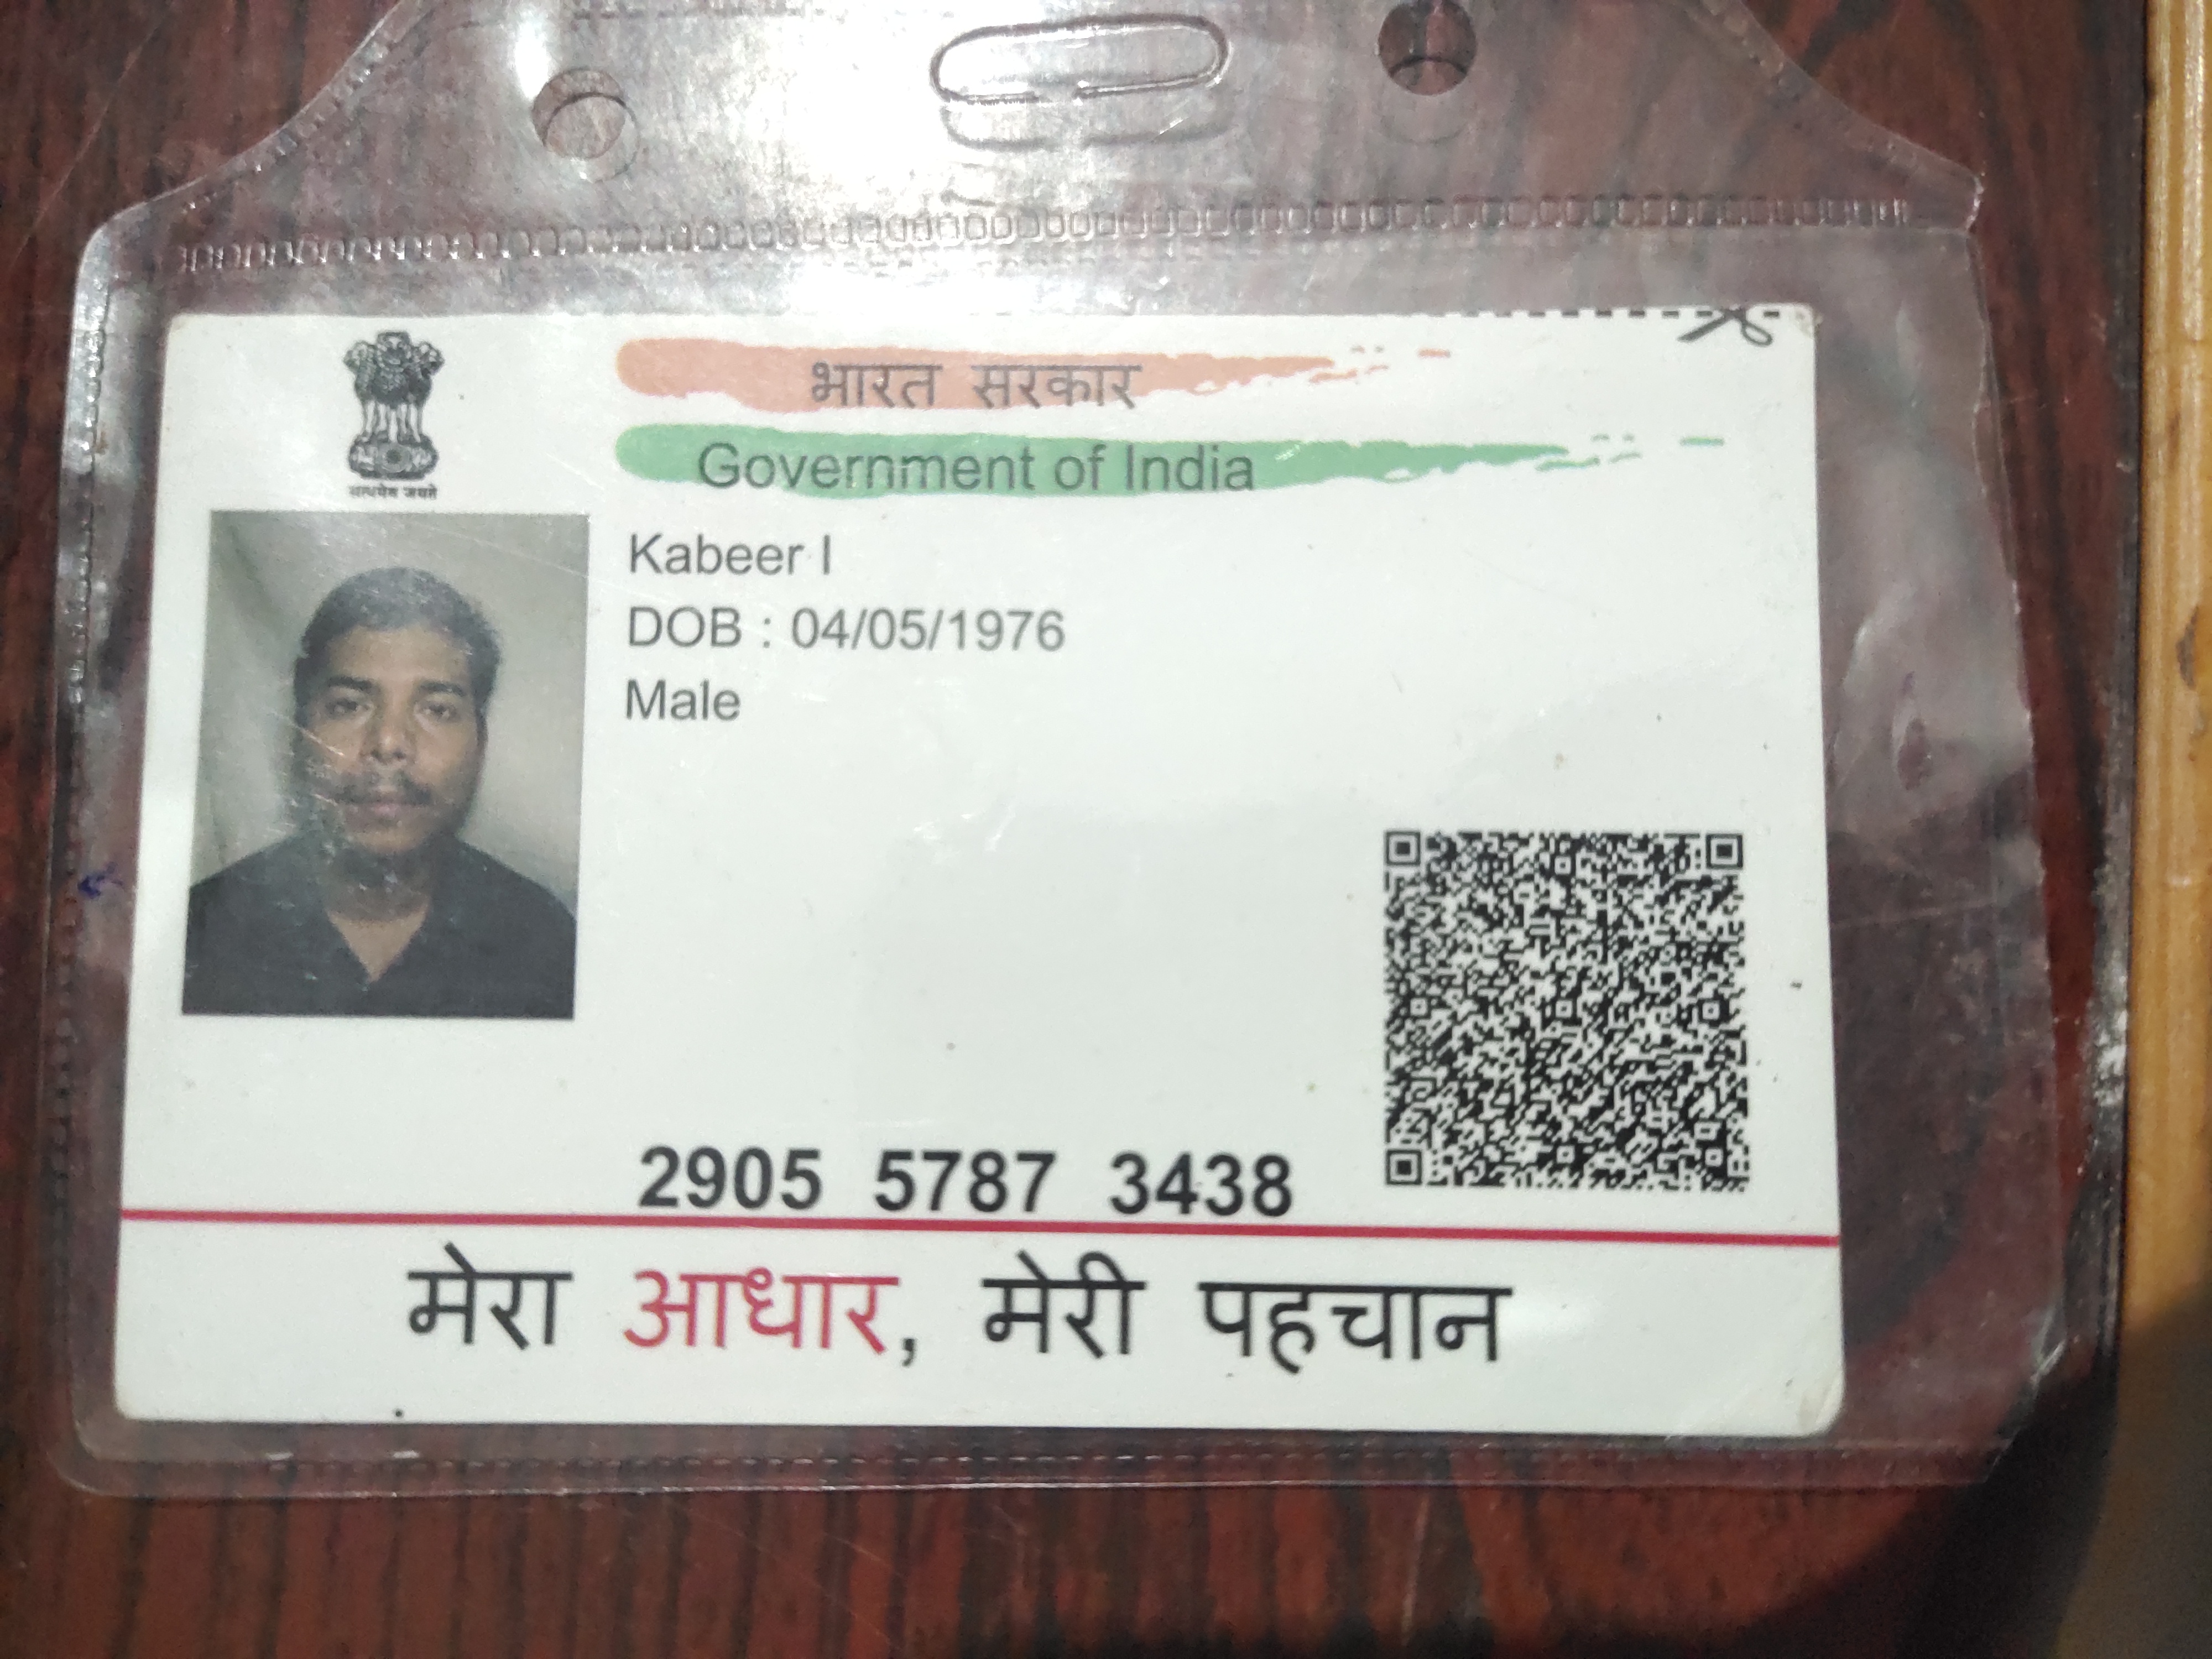 भारत सरकार
Government of India
सत्यमेव जयते
Kabeer I
DOB : 04/05/1976
Male
2905 5787 3438
मेरा आधार, मेरी पहचान